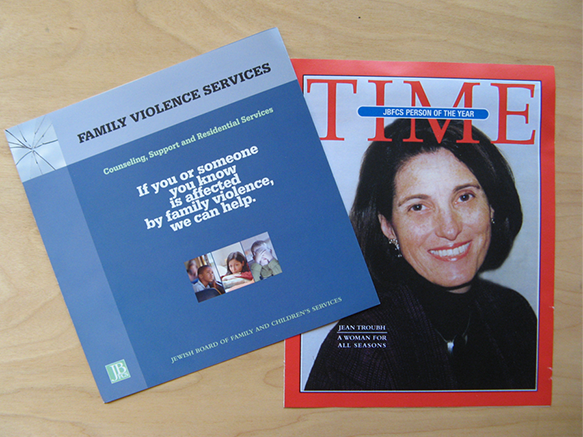 FAMILY VIOLENCE SERVICES
Counseling, Support and Residential Services
If you or someone
you know
is affected
by family violence,
we can help.
JEWISH BOARD OF FAMILY AND CHILDREN'S SERVICES
JB
TIME
JBFCS PERSON OF THE YEAR
JEAN TROUBH
A WOMAN FOR
ALL SEASONS